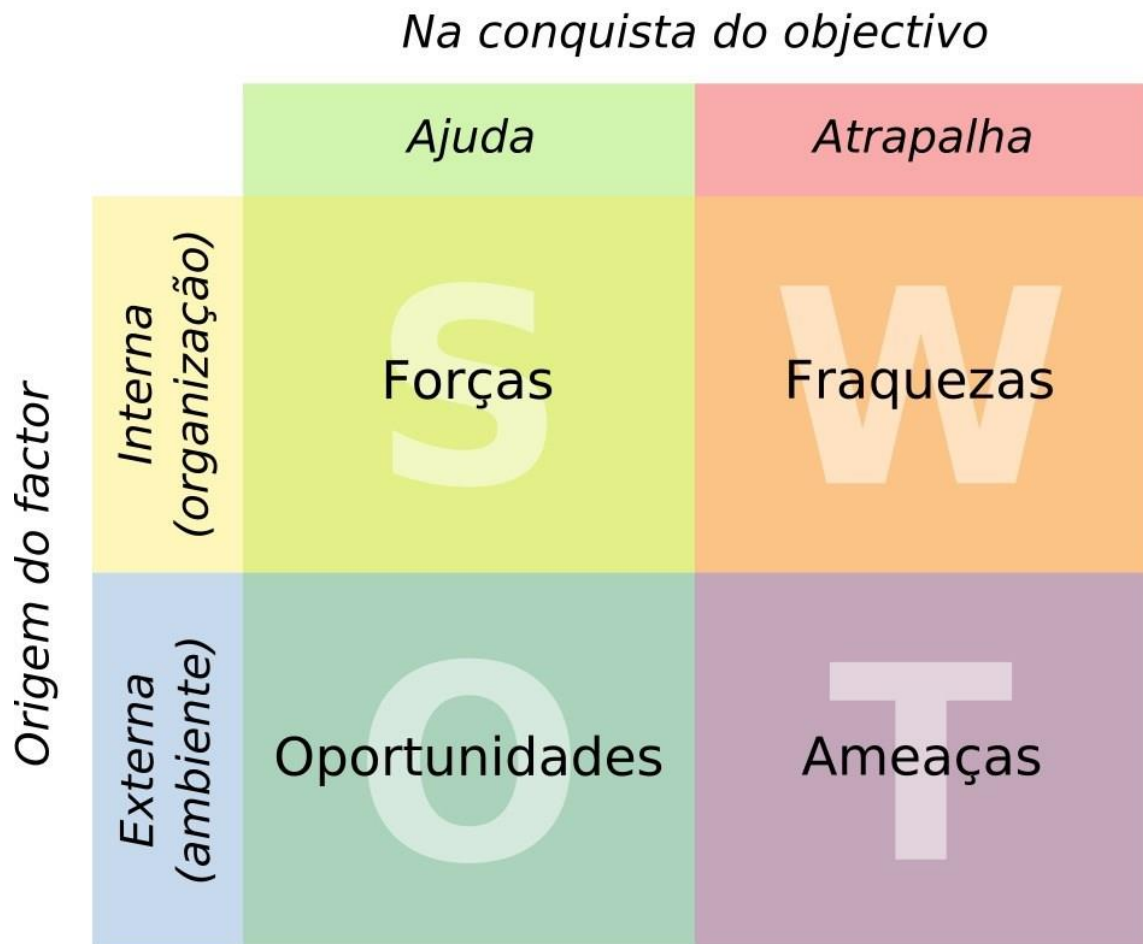 Na conquista do objectivo
Ajuda
Atrapalha
Origem do factor
Interna
(organização)
S
Forças
W
Fraquezas
Externa
(ambiente)
O
Oportunidades
T
Ameaças